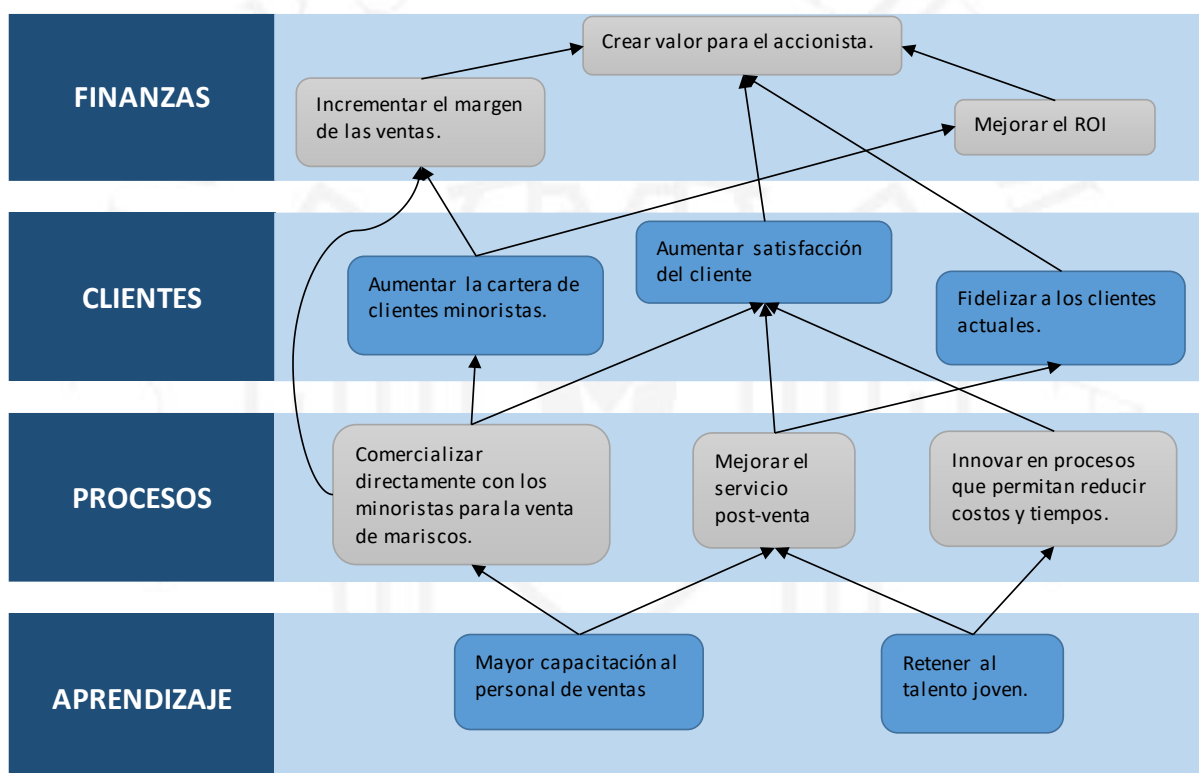 FINANZAS
Crear valor para el accionista.
Incrementar el margen
de las ventas.
Mejorar el ROI
CLIENTES
Aumentar la cartera de
clientes minoristas.
Aumentar satisfacción
del cliente
Fidelizar a los clientes
actuales.
PROCESOS
Comercializar
directamente con los
minoristas para la venta
de mariscos.
Mejorar el
servicio
post-venta
Innovar en procesos
que permitan reducir
costos y tiempos.
APRENDIZAJE
Mayor capacitación al
personal de ventas
Retener al
talento joven.